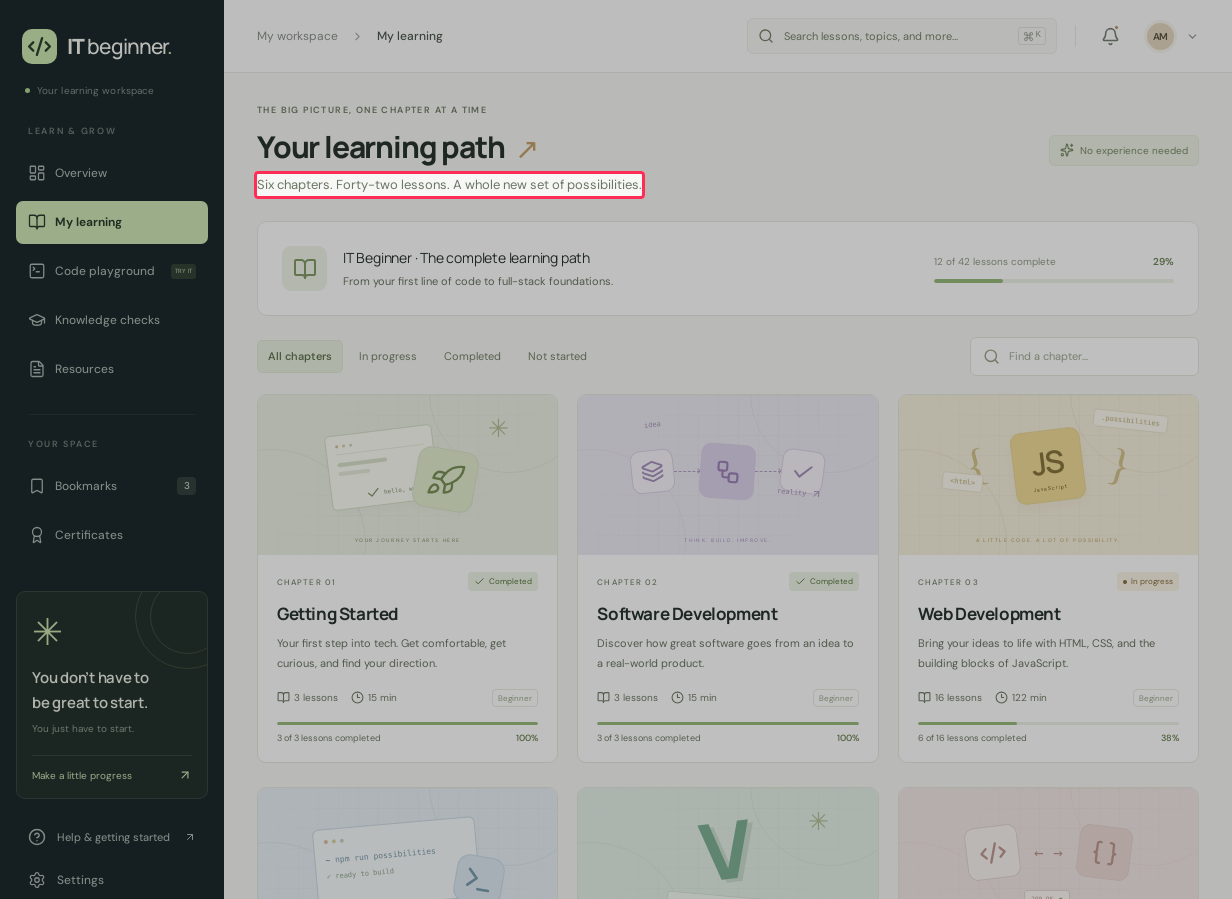 IT beginner.
Your learning workspace
LEARN & GROW
Overview
My learning
Code playground TRY IT
Knowledge checks
Resources
YOUR SPACE
Bookmarks 3
Certificates
You don't have to
be great to start.
You just have to start.
Make a little progress
Help & getting started
Settings
My workspace > My learning
Search lessons, topics, and more... ⌘ K
AM
THE BIG PICTURE, ONE CHAPTER AT A TIME
Your learning path
No experience needed
Six chapters. Forty-two lessons. A whole new set of possibilities.
IT Beginner · The complete learning path
From your first line of code to full-stack foundations.
12 of 42 lessons complete 29%
All chapters In progress Completed Not started
Find a chapter...
hello, w
YOUR JOURNEY STARTS HERE
CHAPTER 01 Completed
Getting Started
Your first step into tech. Get comfortable, get
curious, and find your direction.
3 lessons 15 min Beginner
3 of 3 lessons completed 100%
idea
reality
THINK. BUILD. IMPROVE
CHAPTER 02 Completed
Software Development
Discover how great software goes from an idea to
a real-world product.
3 lessons 15 min Beginner
3 of 3 lessons completed 100%
.possibilities
{ JS }
JavaScript
<html>
A LITTLE CODE. A LOT OF POSSIBILITY
CHAPTER 03 In progress
Web Development
Bring your ideas to life with HTML, CSS, and the
building blocks of JavaScript.
16 lessons 122 min Beginner
6 of 16 lessons completed 38%
~ npm run possibilities
✓ ready to build
>_
V
</> ← → { }